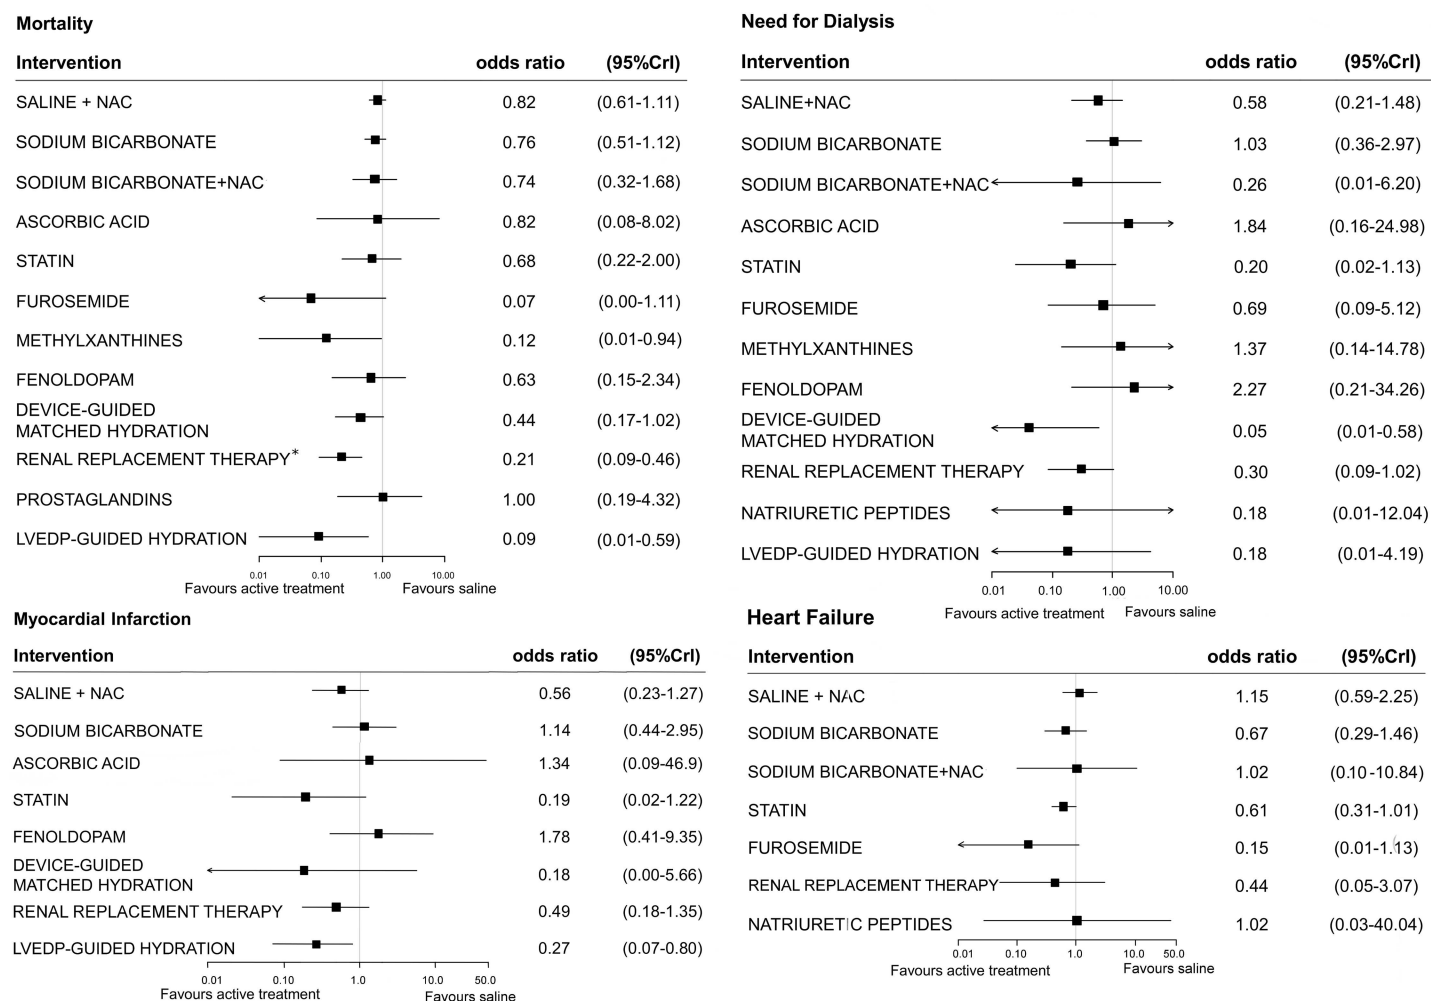 Mortality
Intervention odds ratio (95%CrI)
SALINE + NAC 0.82 (0.61-1.11)
SODIUM BICARBONATE 0.76 (0.51-1.12)
SODIUM BICARBONATE+NAC 0.74 (0.32-1.68)
ASCORBIC ACID 0.82 (0.08-8.02)
STATIN 0.68 (0.22-2.00)
FUROSEMIDE 0.07 (0.00-1.11)
METHYLXANTHINES 0.12 (0.01-0.94)
FENOLDOPAM 0.63 (0.15-2.34)
DEVICE-GUIDED
MATCHED HYDRATION 0.44 (0.17-1.02)
RENAL REPLACEMENT THERAPY* 0.21 (0.09-0.46)
PROSTAGLANDINS 1.00 (0.19-4.32)
LVEDP-GUIDED HYDRATION 0.09 (0.01-0.59)
0.01 0.10 1.00 10.00
Favours active treatment Favours saline
Need for Dialysis
Intervention odds ratio (95%CrI)
SALINE+NAC 0.58 (0.21-1.48)
SODIUM BICARBONATE 1.03 (0.36-2.97)
SODIUM BICARBONATE+NAC 0.26 (0.01-6.20)
ASCORBIC ACID 1.84 (0.16-24.98)
STATIN 0.20 (0.02-1.13)
FUROSEMIDE 0.69 (0.09-5.12)
METHYLXANTHINES 1.37 (0.14-14.78)
FENOLDOPAM 2.27 (0.21-34.26)
DEVICE-GUIDED
MATCHED HYDRATION 0.05 (0.01-0.58)
RENAL REPLACEMENT THERAPY 0.30 (0.09-1.02)
NATRIURETIC PEPTIDES 0.18 (0.01-12.04)
LVEDP-GUIDED HYDRATION 0.18 (0.01-4.19)
0.01 0.10 1.00 10.00
Favours active treatment Favours saline
Myocardial Infarction
Intervention odds ratio (95%CrI)
SALINE + NAC 0.56 (0.23-1.27)
SODIUM BICARBONATE 1.14 (0.44-2.95)
ASCORBIC ACID 1.34 (0.09-46.9)
STATIN 0.19 (0.02-1.22)
FENOLDOPAM 1.78 (0.41-9.35)
DEVICE-GUIDED
MATCHED HYDRATION 0.18 (0.00-5.66)
RENAL REPLACEMENT THERAPY 0.49 (0.18-1.35)
LVEDP-GUIDED HYDRATION 0.27 (0.07-0.80)
0.01 0.10 1.0 10.0 50.0
Favours active treatment Favours saline
Heart Failure
Intervention odds ratio (95%CrI)
SALINE + NAC 1.15 (0.59-2.25)
SODIUM BICARBONATE 0.67 (0.29-1.46)
SODIUM BICARBONATE+NAC 1.02 (0.10-10.84)
STATIN 0.61 (0.31-1.01)
FUROSEMIDE 0.15 (0.01-1.13)
RENAL REPLACEMENT THERAPY 0.44 (0.05-3.07)
NATRIURETIC PEPTIDES 1.02 (0.03-40.04)
0.01 0.10 1.0 10.0 50.0
Favours active treatment Favours saline